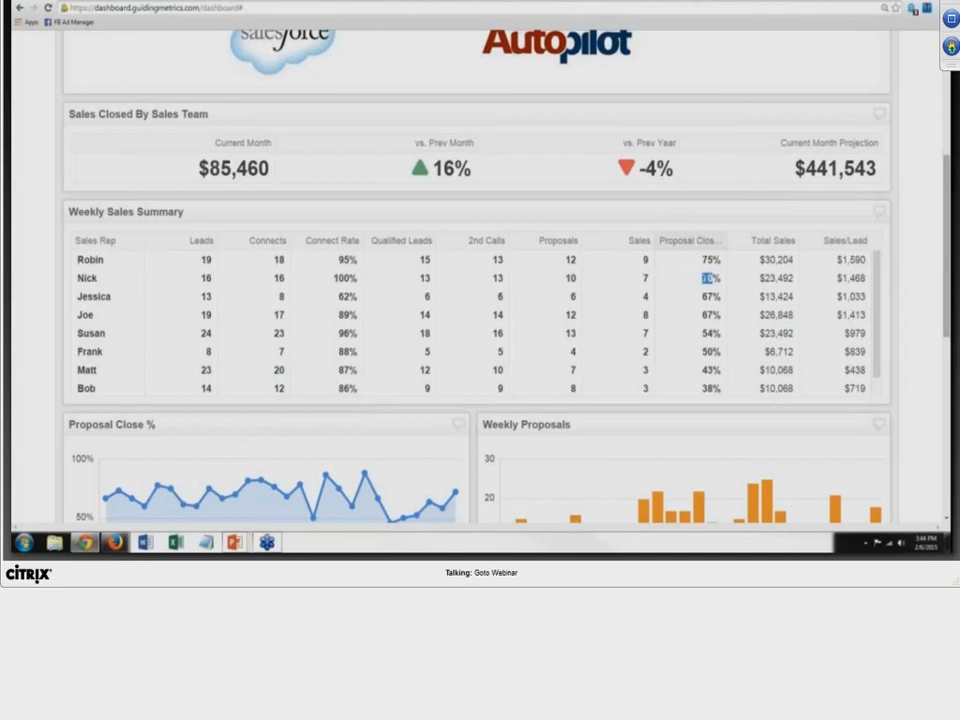 https://dashboard.guidingmetrics.com/dashboard#
Apps FB Ad Manager
salesforce Autopilot
Sales Closed By Sales Team
Current Month vs. Prev Month vs. Prev Year Current Month Projection
$85,460 16% -4% $441,543
Weekly Sales Summary
Sales Rep Leads Connects Connect Rate Qualified Leads 2nd Calls Proposals Sales Proposal Clos... Total Sales Sales/Lead
Robin 19 18 95% 15 13 12 9 75% $30,204 $1,590
Nick 16 16 100% 13 13 10 7 70% $23,492 $1,468
Jessica 13 8 62% 6 6 6 4 67% $13,424 $1,033
Joe 19 17 89% 14 14 12 8 67% $26,848 $1,413
Susan 24 23 96% 18 16 13 7 54% $23,492 $979
Frank 8 7 88% 5 5 4 2 50% $6,712 $839
Matt 23 20 87% 12 10 7 3 43% $10,068 $438
Bob 14 12 86% 9 9 8 3 38% $10,068 $719
Proposal Close % Weekly Proposals
100% 30
50% 20
3:44 PM
2/6/2015
CİTRIX
Talking: Goto Webinar